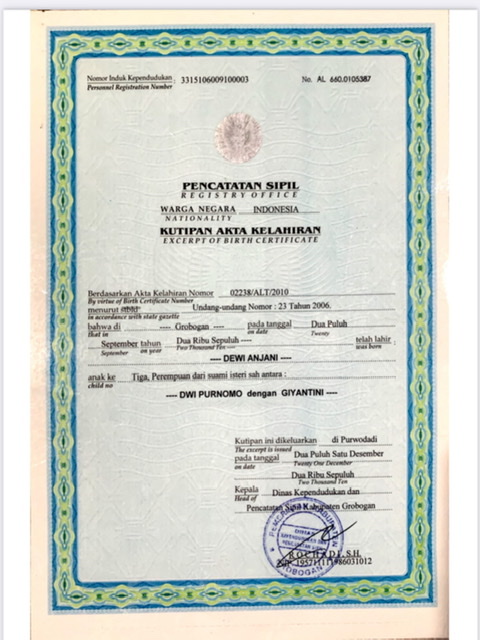 Nomor Induk Kependudukan : 3315106009100003 No. AL 660.0105387
Personnel Registration Number
PENCATATAN SIPIL
REGISTRY OFFICE
WARGA NEGARA INDONESIA
NATIONALITY
KUTIPAN AKTA KELAHIRAN
EXCERPT OF BIRTH CERTIFICATE
Berdasarkan Akta Kelahiran Nomor 02238/ALT/2010
By virtue of Birth Certificate Number
menurut stbld Undang-undang Nomor : 23 Tahun 2006.
in accordance with state gazette
bahwa di ---- Grobogan ---- pada tanggal Dua Puluh
that in on date Twenty
September tahun Dua Ribu Sepuluh --- telah lahir :
September on year Two Thousand Ten --- was born
---- DEWI ANJANI ----
anak ke Tiga, Perempuan dari suami isteri sah antara :
child no
---- DWI PURNOMO dengan GIYANTINI ----
Kutipan ini dikeluarkan di Purwodadi
The excerpt is issued
pada tanggal Dua Puluh Satu Desember
on date Twenty One December
Dua Ribu Sepuluh
Two Thousand Ten
Kepala Dinas Kependudukan dan
Head of
Pencatatan Sipil Kabupaten Grobogan
ROCHADI, S.H.
NIP. 195711111986031012